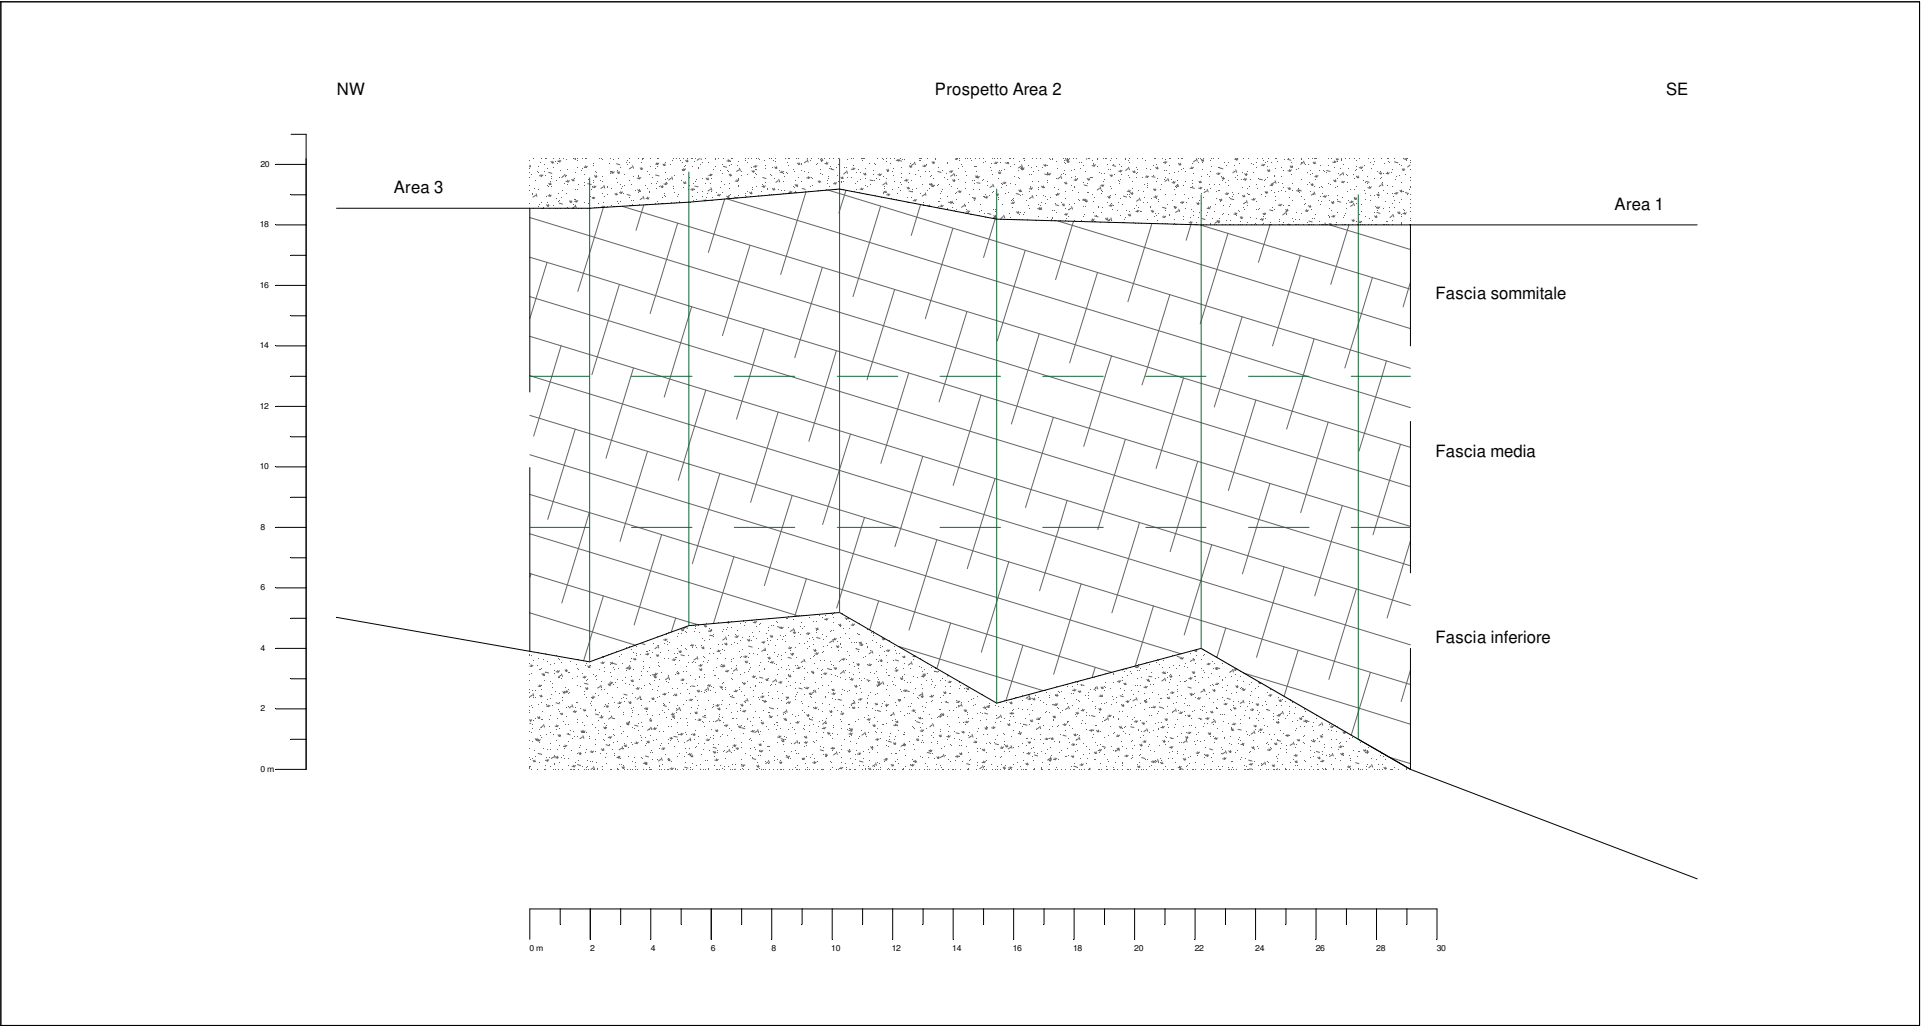 NW
Prospetto Area 2
SE
20
Area 3
Area 1
18
16
Fascia sommitale
14
12
Fascia media
10
8
6
Fascia inferiore
4
2
0 m
0 m 2 4 6 8 10 12 14 16 18 20 22 24 26 28 30